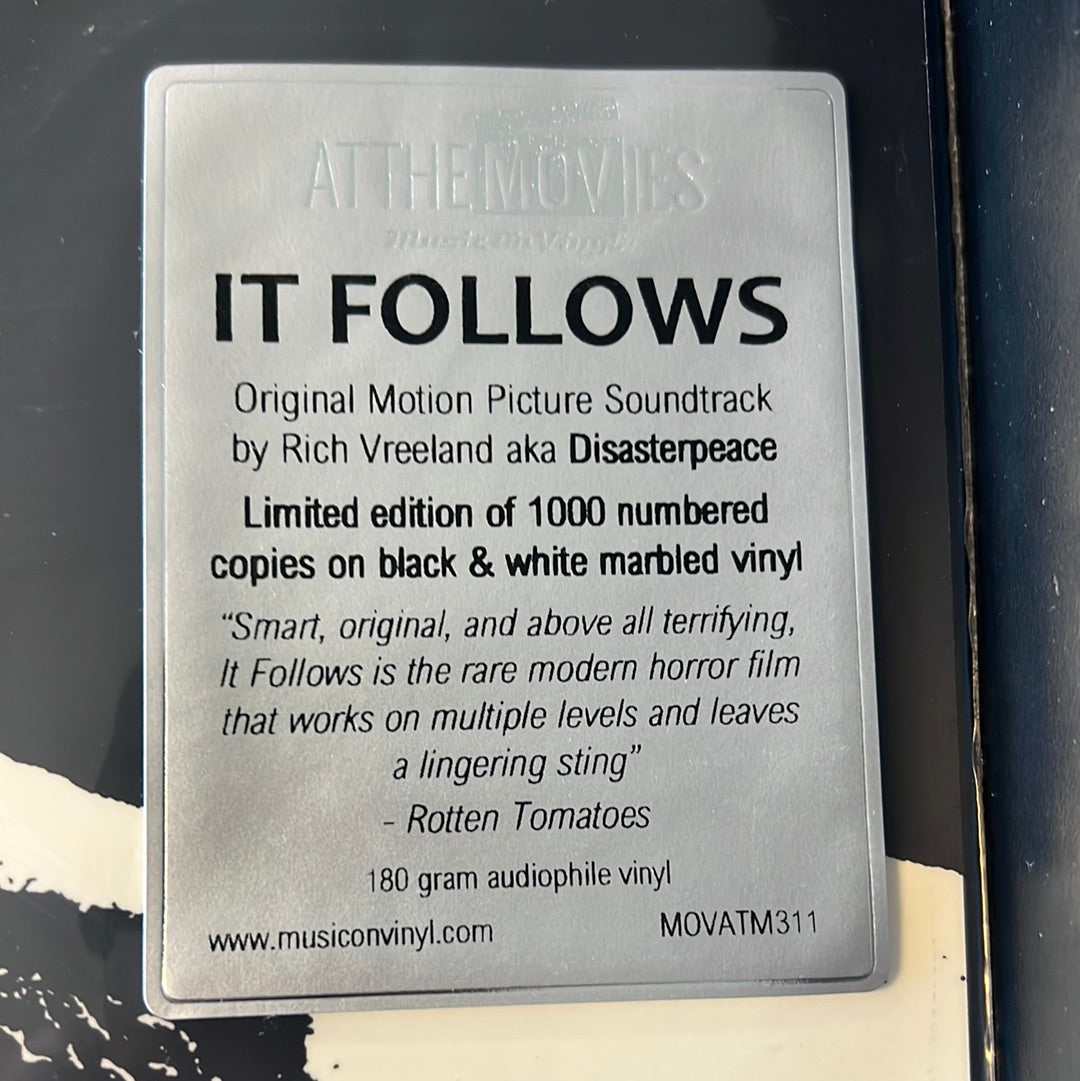 AT THE MOVIES
Music On Vinyl
IT FOLLOWS
Original Motion Picture Soundtrack
by Rich Vreeland aka Disasterpeace
Limited edition of 1000 numbered
copies on black & white marbled vinyl
“Smart, original, and above all terrifying,
It Follows is the rare modern horror film
that works on multiple levels and leaves
a lingering sting”
- Rotten Tomatoes
180 gram audiophile vinyl
www.musiconvinyl.com MOVATM311